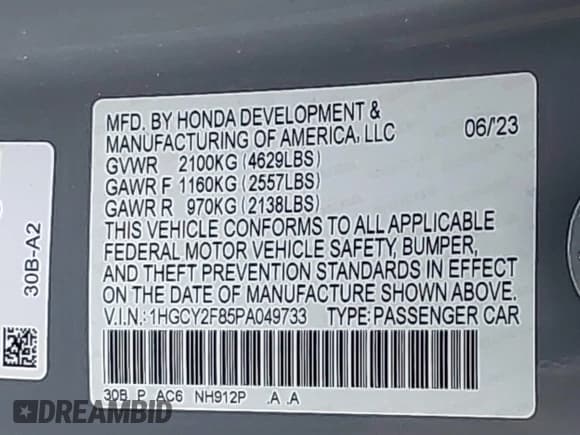 MFD. BY HONDA DEVELOPMENT &
MANUFACTURING OF AMERICA, LLC 06/'23
GVWR 2100KG (4629LBS)
GAWR F 1160KG (2557LBS)
GAWR R 970KG (2138LBS)
THIS VEHICLE CONFORMS TO ALL APPLICABLE
FEDERAL MOTOR VEHICLE SAFETY, BUMPER,
AND THEFT PREVENTION STANDARDS IN EFFECT
ON THE DATE OF MANUFACTURE SHOWN ABOVE.
V.I.N.: 1HGCY2F85PA049733 TYPE: PASSENGER CAR
30B P AC6 NH912P .A .A
30B-A2
DREAMBID